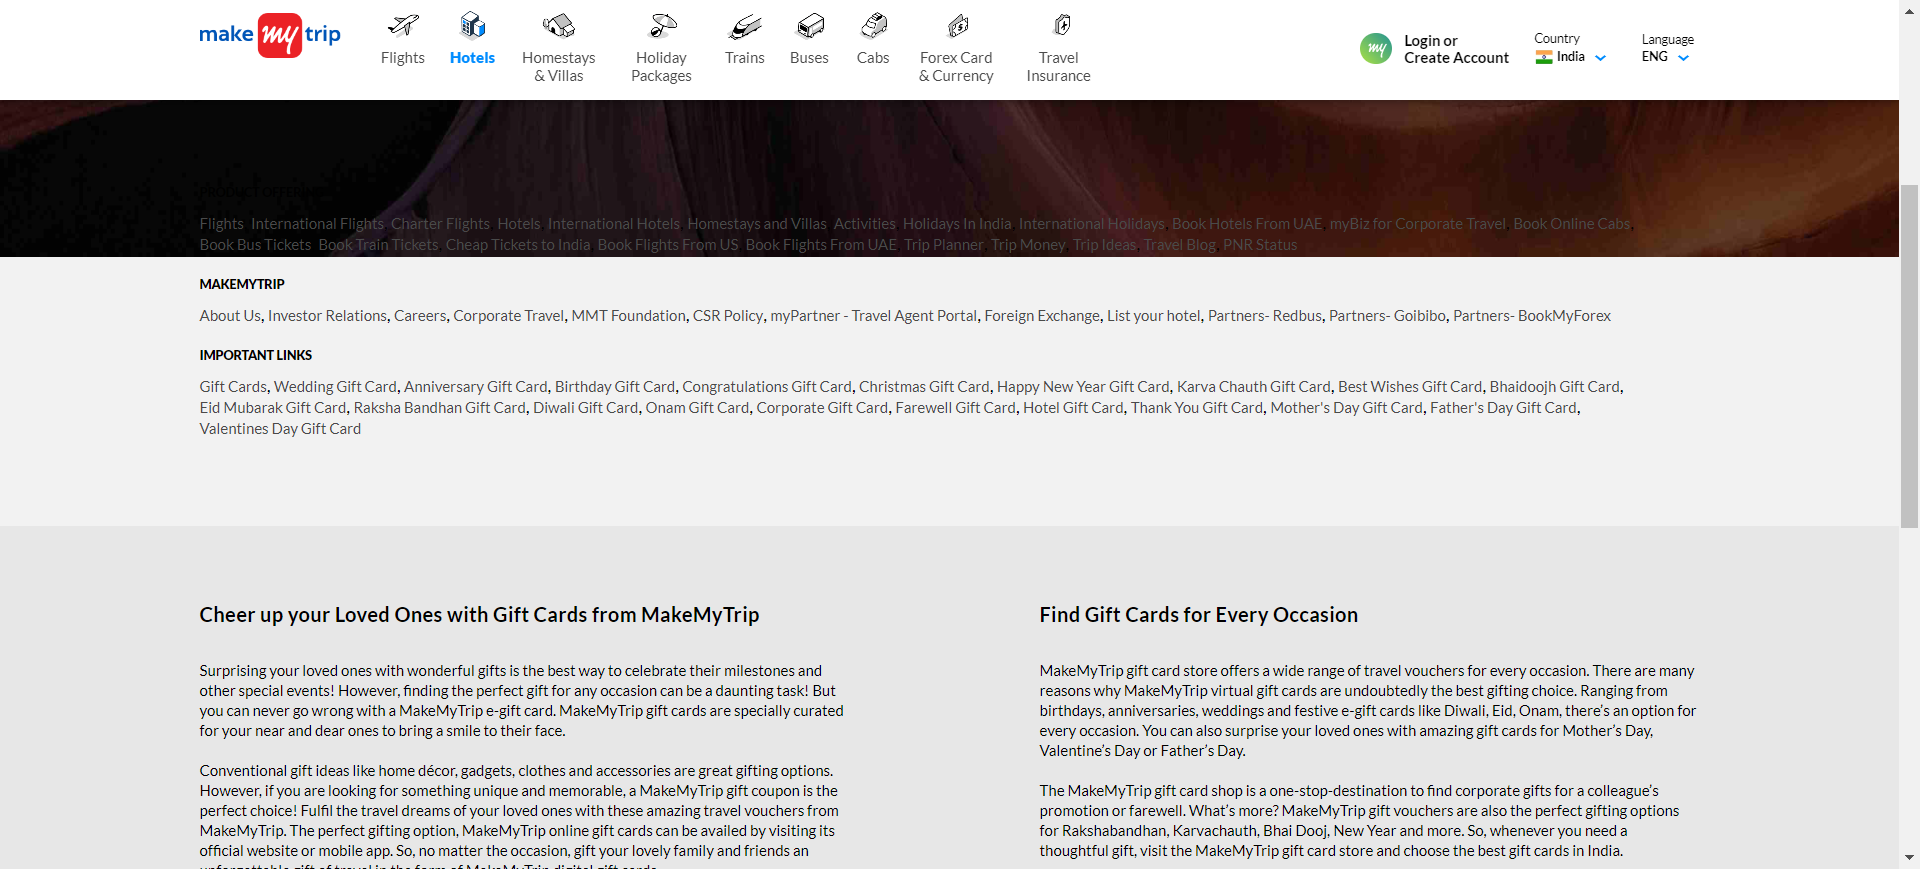 make my trip
Flights
Hotels
Homestays
& Villas
Holiday
Packages
Trains
Buses
Cabs
Forex Card
& Currency
Travel
Insurance
my
Login or
Create Account
Country
India
Language
ENG
PRODUCT OFFERING
Flights, International Flights, Charter Flights, Hotels, International Hotels, Homestays and Villas, Activities, Holidays In India, International Holidays, Book Hotels From UAE, myBiz for Corporate Travel, Book Online Cabs,
Book Bus Tickets, Book Train Tickets, Cheap Tickets to India, Book Flights From US, Book Flights From UAE, Trip Planner, Trip Money, Trip Ideas, Travel Blog, PNR Status
MAKEMYTRIP
About Us, Investor Relations, Careers, Corporate Travel, MMT Foundation, CSR Policy, myPartner - Travel Agent Portal, Foreign Exchange, List your hotel, Partners- Redbus, Partners- Goibibo, Partners- BookMyForex
IMPORTANT LINKS
Gift Cards, Wedding Gift Card, Anniversary Gift Card, Birthday Gift Card, Congratulations Gift Card, Christmas Gift Card, Happy New Year Gift Card, Karva Chauth Gift Card, Best Wishes Gift Card, Bhaidoojh Gift Card,
Eid Mubarak Gift Card, Raksha Bandhan Gift Card, Diwali Gift Card, Onam Gift Card, Corporate Gift Card, Farewell Gift Card, Hotel Gift Card, Thank You Gift Card, Mother's Day Gift Card, Father's Day Gift Card,
Valentines Day Gift Card
Cheer up your Loved Ones with Gift Cards from MakeMyTrip
Surprising your loved ones with wonderful gifts is the best way to celebrate their milestones and
other special events! However, finding the perfect gift for any occasion can be a daunting task! But
you can never go wrong with a MakeMyTrip e-gift card. MakeMyTrip gift cards are specially curated
for your near and dear ones to bring a smile to their face.
Conventional gift ideas like home décor, gadgets, clothes and accessories are great gifting options.
However, if you are looking for something unique and memorable, a MakeMyTrip gift coupon is the
perfect choice! Fulfil the travel dreams of your loved ones with these amazing travel vouchers from
MakeMyTrip. The perfect gifting option, MakeMyTrip online gift cards can be availed by visiting its
official website or mobile app. So, no matter the occasion, gift your lovely family and friends an
unforgettable gift of travel in the form of MakeMyTrip digital gift cards.
Find Gift Cards for Every Occasion
MakeMyTrip gift card store offers a wide range of travel vouchers for every occasion. There are many
reasons why MakeMyTrip virtual gift cards are undoubtedly the best gifting choice. Ranging from
birthdays, anniversaries, weddings and festive e-gift cards like Diwali, Eid, Onam, there’s an option for
every occasion. You can also surprise your loved ones with amazing gift cards for Mother’s Day,
Valentine’s Day or Father’s Day.
The MakeMyTrip gift card shop is a one-stop-destination to find corporate gifts for a colleague’s
promotion or farewell. What’s more? MakeMyTrip gift vouchers are also the perfect gifting options
for Rakshabandhan, Karvachauth, Bhai Dooj, New Year and more. So, whenever you need a
thoughtful gift, visit the MakeMyTrip gift card store and choose the best gift cards in India.